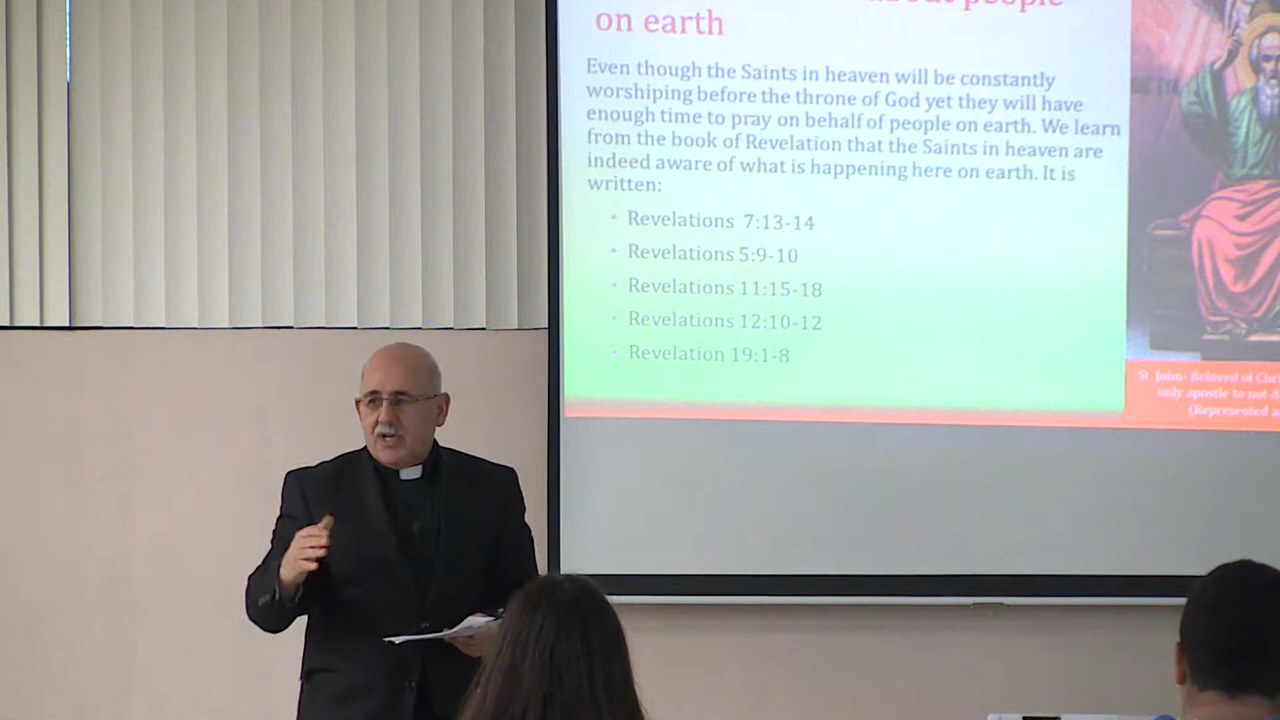 about people
on earth
Even though the Saints in heaven will be constantly
worshiping before the throne of God yet they will have
enough time to pray on behalf of people on earth. We learn
from the book of Revelation that the Saints in heaven are
indeed aware of what is happening here on earth. It is
written:
• Revelations 7:13-14
• Revelations 5:9-10
• Revelations 11:15-18
• Revelations 12:10-12
• Revelation 19:1-8
St. John- Beloved of
only apostle to not
(Represented